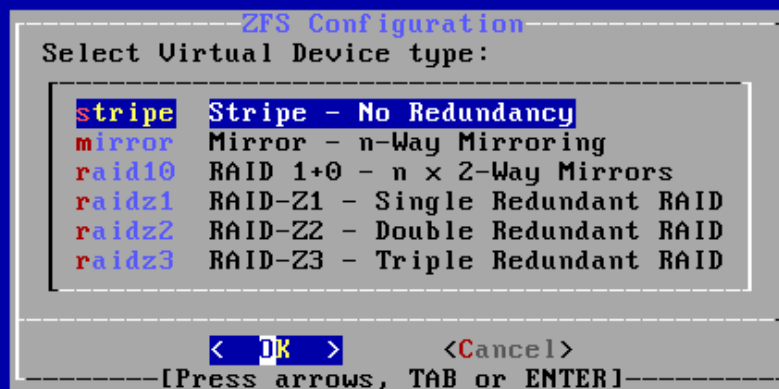 ZFS Configuration
Select Virtual Device type:
stripe Stripe - No Redundancy
mirror Mirror - n-Way Mirroring
raid10 RAID 1+0 - n x 2-Way Mirrors
raidz1 RAID-Z1 - Single Redundant RAID
raidz2 RAID-Z2 - Double Redundant RAID
raidz3 RAID-Z3 - Triple Redundant RAID
< OK > <Cancel>
[Press arrows, TAB or ENTER]